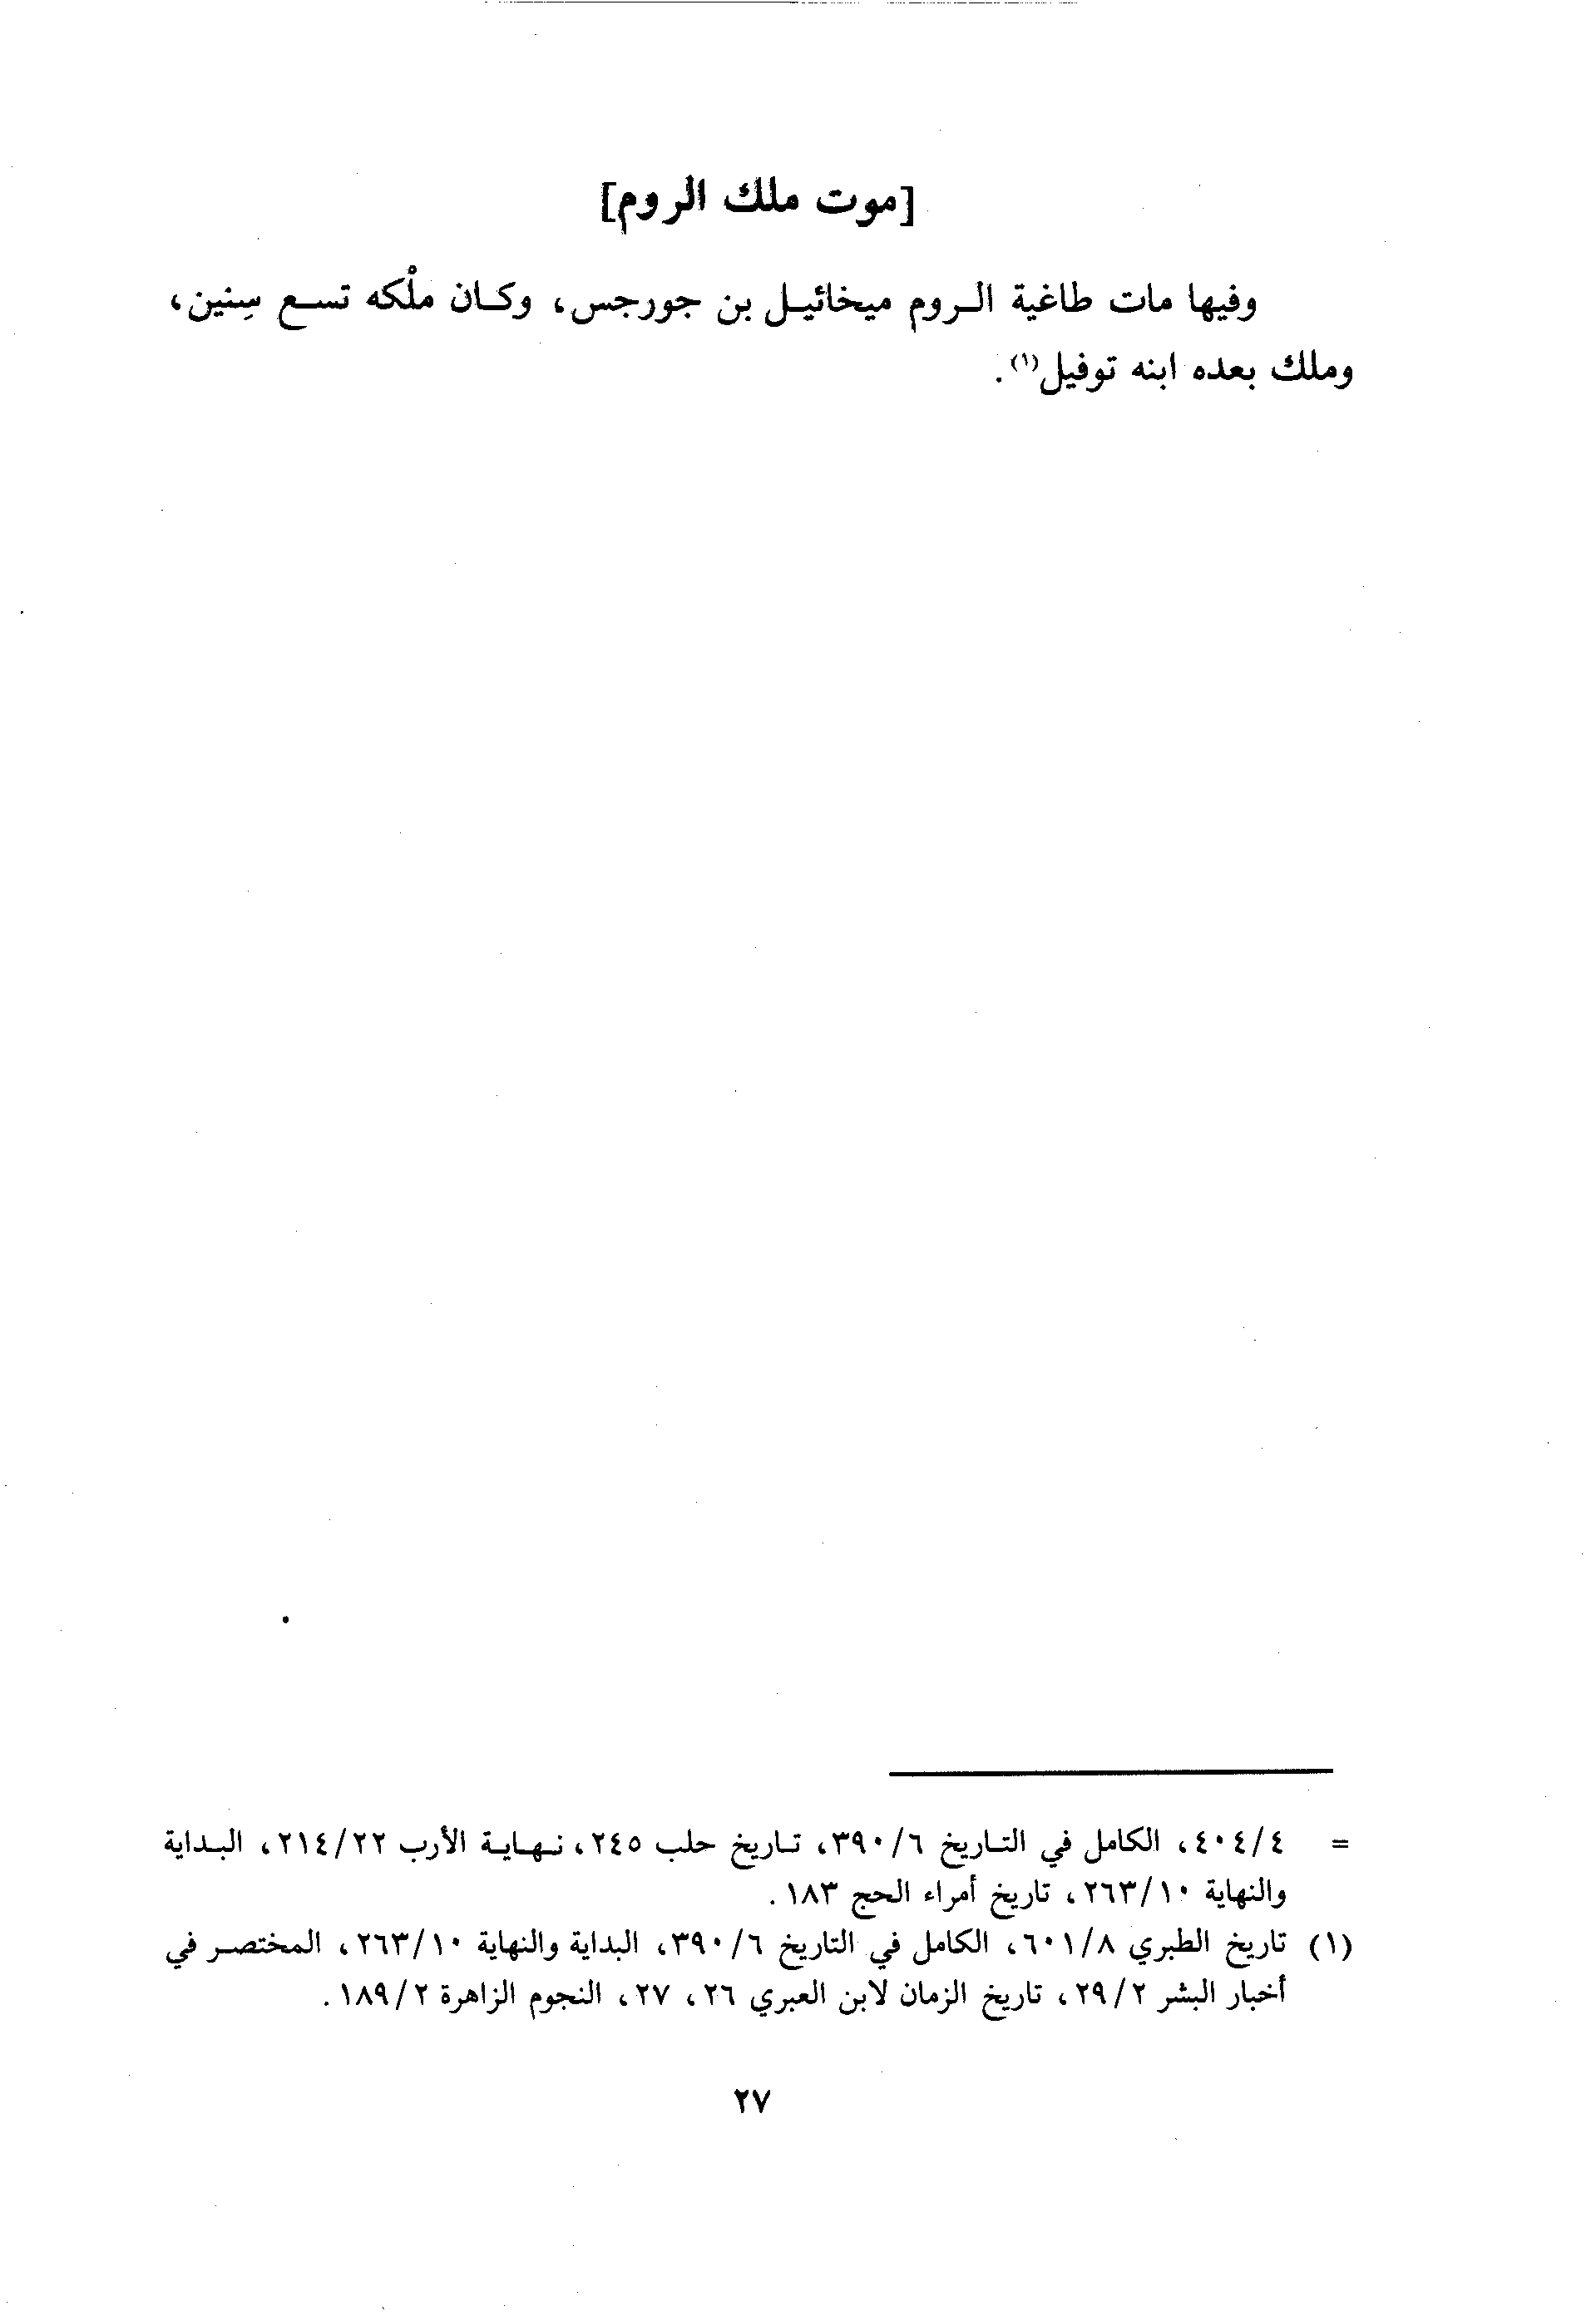 [موت ملك الروم]
وفيها مات طاغية الروم ميخائيل بن جورجس، وكان ملْكه تسع سِنين،
وملك بعده ابنه توفيل(١).
= ٤٠٤/٤، الكامل في التاريخ ٣٩٠/٦، تاريخ حلب ٢٤٥، نهاية الأرب ٢١٤/٢٢، البداية
والنهاية ٢٦٣/١٠، تاريخ أمراء الحج ١٨٣.
(١) تاريخ الطبري ٦٠١/٨، الكامل في التاريخ ٣٩٠/٦، البداية والنهاية ٢٦٣/١٠، المختصر في
أخبار البشر ٢٩/٢، تاريخ الزمان لابن العبري ٢٦، ٢٧، النجوم الزاهرة ١٨٩/٢.
٢٧